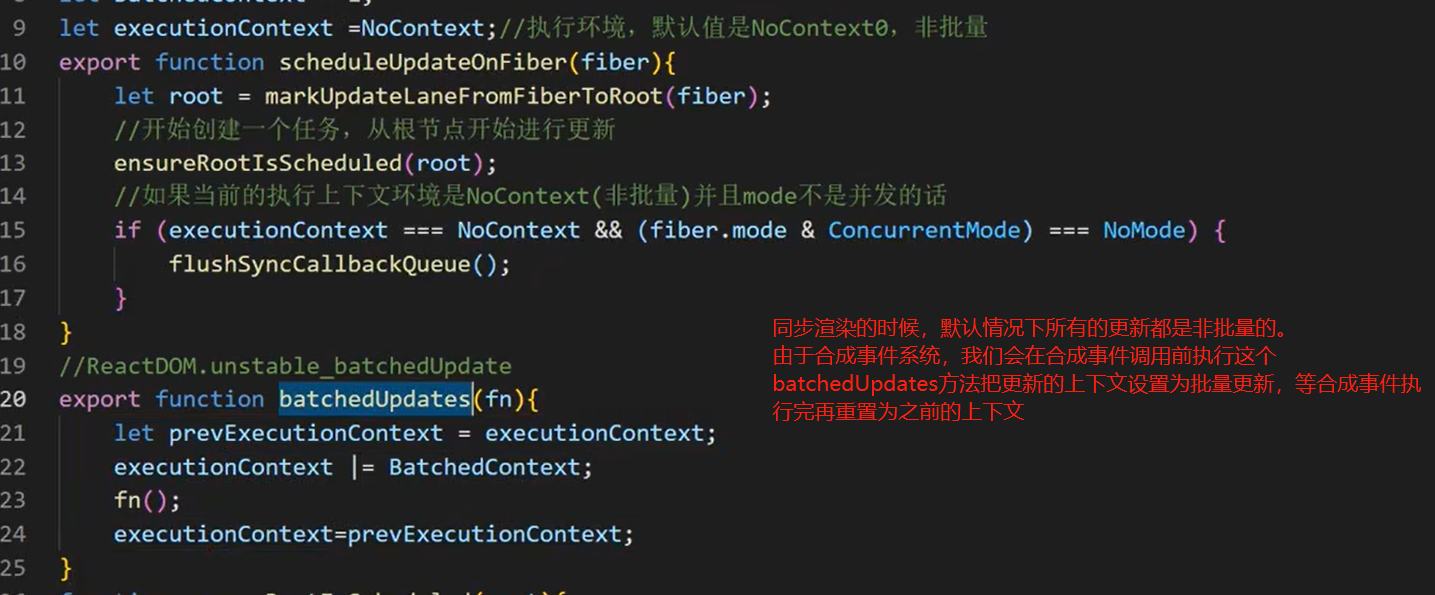 9 let executionContext =NoContext;//执行环境，默认值是NoContext0，非批量
10 export function scheduleUpdateOnFiber(fiber){
11 let root = markUpdateLaneFromFiberToRoot(fiber);
12 //开始创建一个任务，从根节点开始进行更新
13 ensureRootIsScheduled(root);
14 //如果当前的执行上下文环境是NoContext(非批量)并且mode不是并发的话
15 if (executionContext === NoContext && (fiber.mode & ConcurrentMode) === NoMode) {
16 flushSyncCallbackQueue();
17 }
18 }
19 //ReactDOM.unstable_batchedUpdate
20 export function batchedUpdates(fn){
21 let prevExecutionContext = executionContext;
22 executionContext |= BatchedContext;
23 fn();
24 executionContext=prevExecutionContext;
25 }
同步渲染的时候，默认情况下所有的更新都是非批量的。
由于合成事件系统，我们会在合成事件调用前执行这个
batchedUpdates方法把更新的上下文设置为批量更新，等合成事件执
行完再重置为之前的上下文